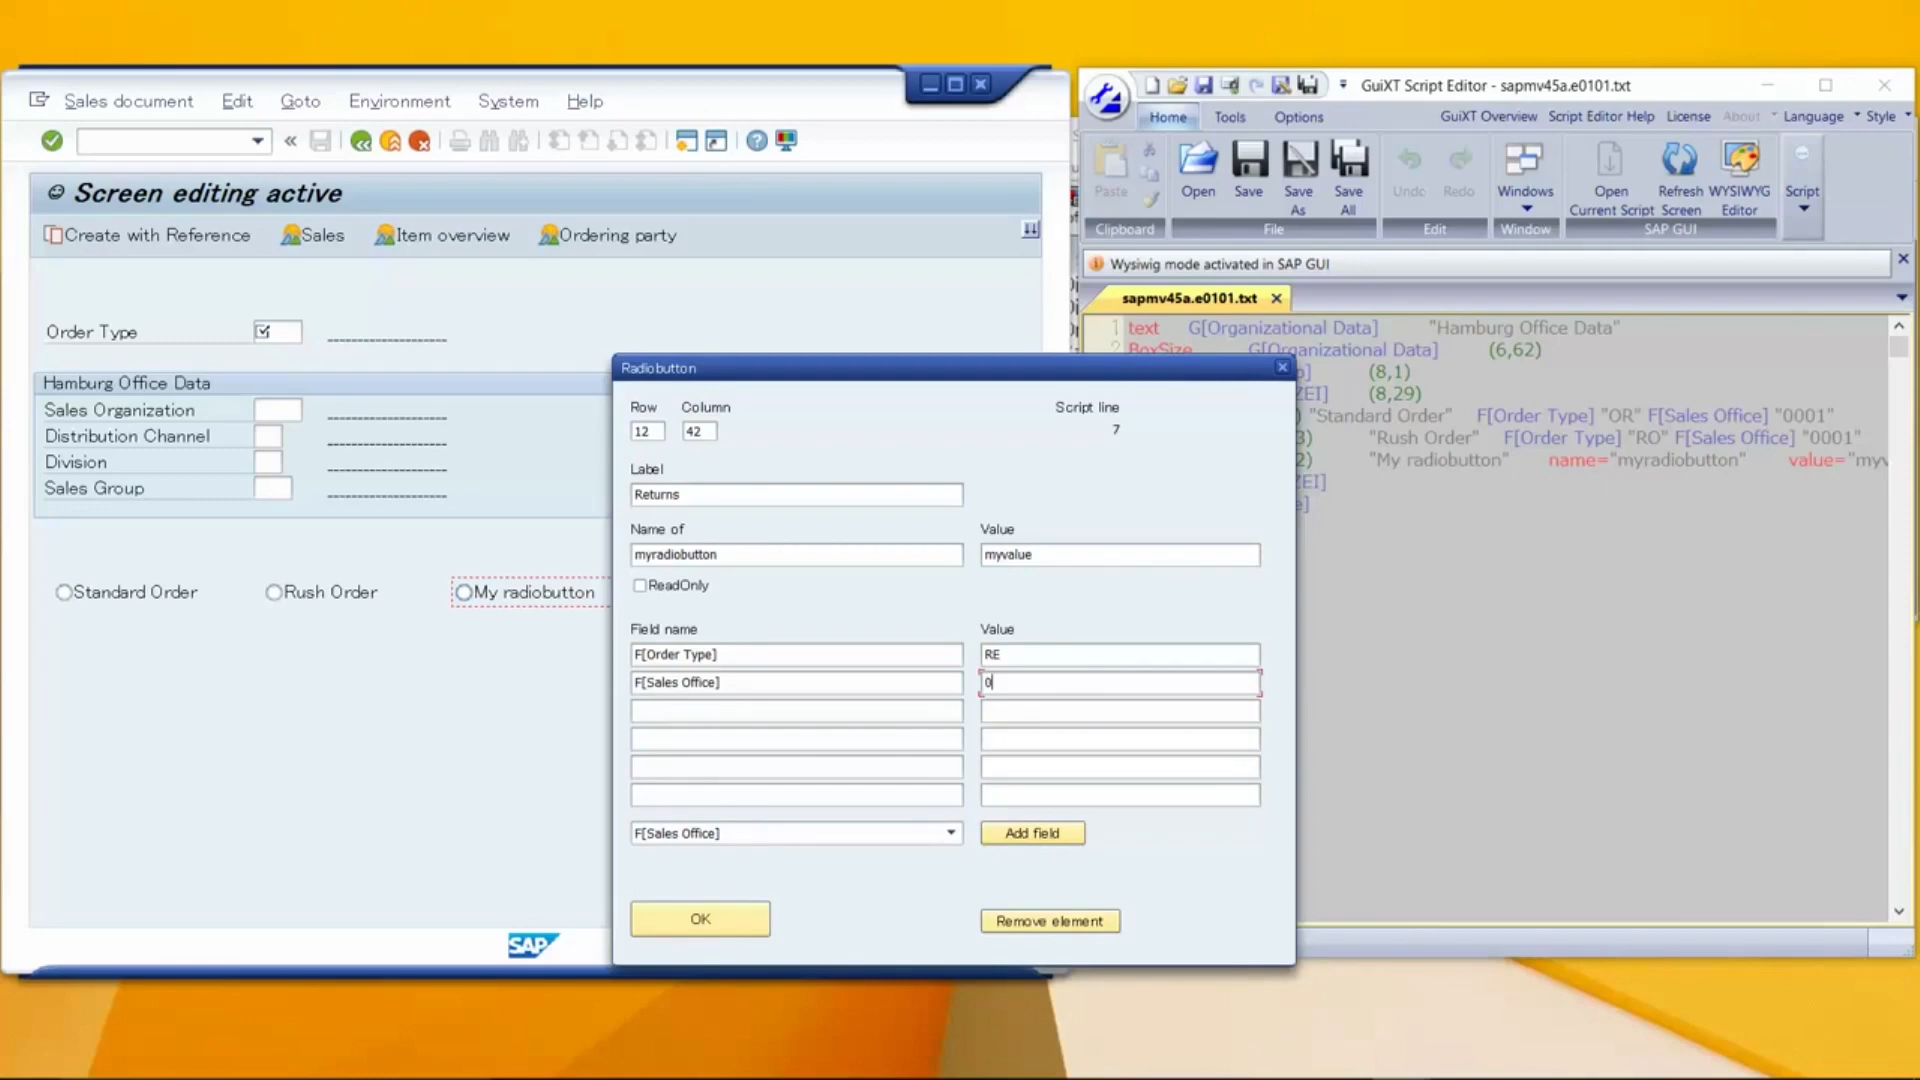 Sales document Edit Goto Environment System Help
Screen editing active
Create with Reference Sales Item overview Ordering party
Order Type
Hamburg Office Data
Sales Organization
Distribution Channel
Division
Sales Group
Standard Order Rush Order My radiobutton
SAP
Radiobutton
Row Column Script line
12 42 7
Label
Returns
Name of Value
myradiobutton myvalue
ReadOnly
Field name Value
F[Order Type] RE
F[Sales Office] 0
F[Sales Office] Add field
OK Remove element
GuiXT Script Editor - sapmv45a.e0101.txt
Home Tools Options GuiXT Overview Script Editor Help License About Language Style
Paste Open Save Save As Save All Undo Redo Windows Open Current Script Refresh Screen WYSIWYG Editor Script
Clipboard File Edit Window SAP GUI
Wysiwig mode activated in SAP GUI
sapmv45a.e0101.txt
1 text G[Organizational Data] "Hamburg Office Data"
2 BoxSize G[Organizational Data] (6,62)
] (8,1)
ZEI] (8,29)
) "Standard Order" F[Order Type] "OR" F[Sales Office] "0001"
3) "Rush Order" F[Order Type] "RO" F[Sales Office] "0001"
2) "My radiobutton" name="myradiobutton" value="myv
ZEI]
e]